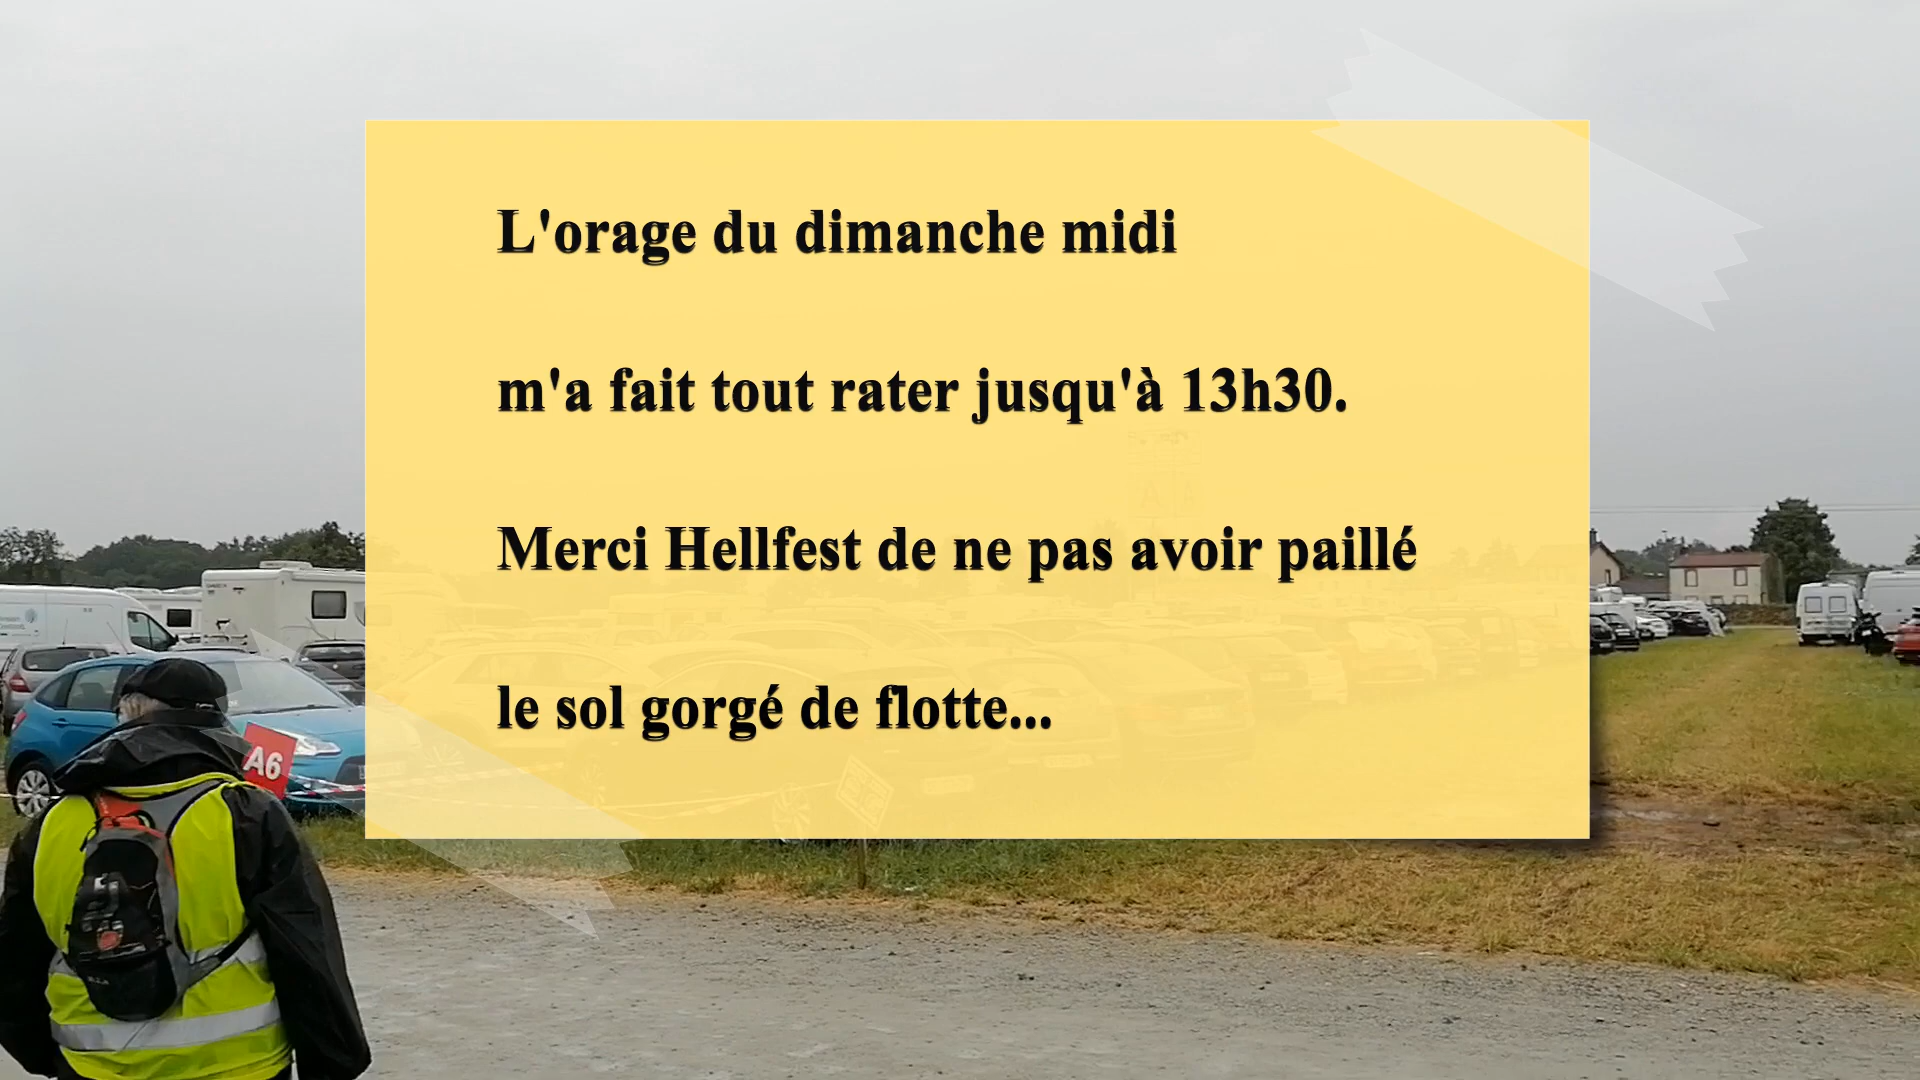 L'orage du dimanche midi
m'a fait tout rater jusqu'à 13h30.
Merci Hellfest de ne pas avoir paillé
le sol gorgé de flotte...
A6